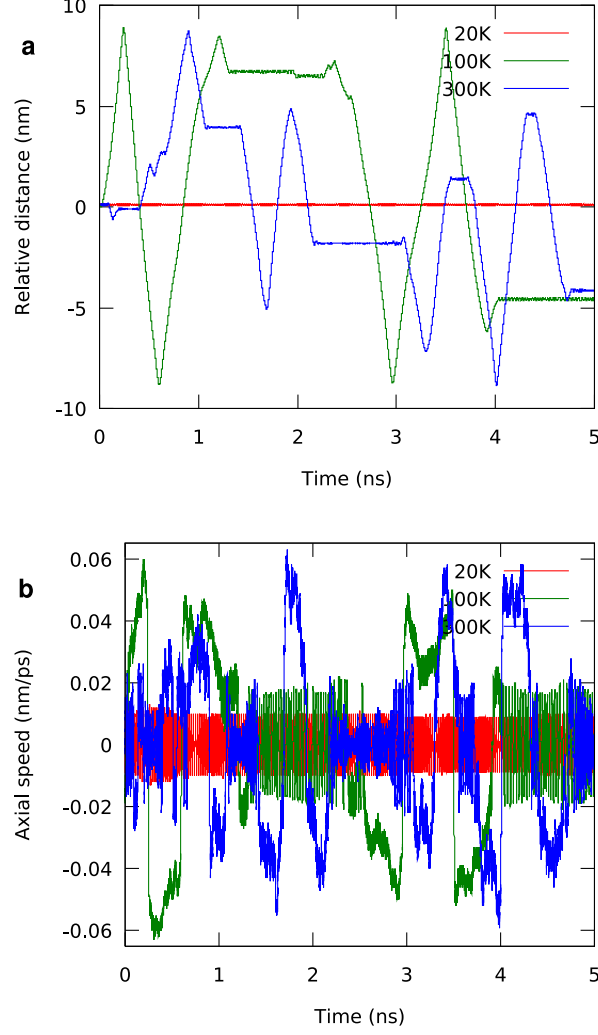 a
20K
100K
300K
10
5
0
-5
-10
Relative distance (nm)
0 1 2 3 4 5
Time (ns)
b
20K
100K
300K
0.06
0.04
0.02
0
-0.02
-0.04
-0.06
Axial speed (nm/ps)
0 1 2 3 4 5
Time (ns)